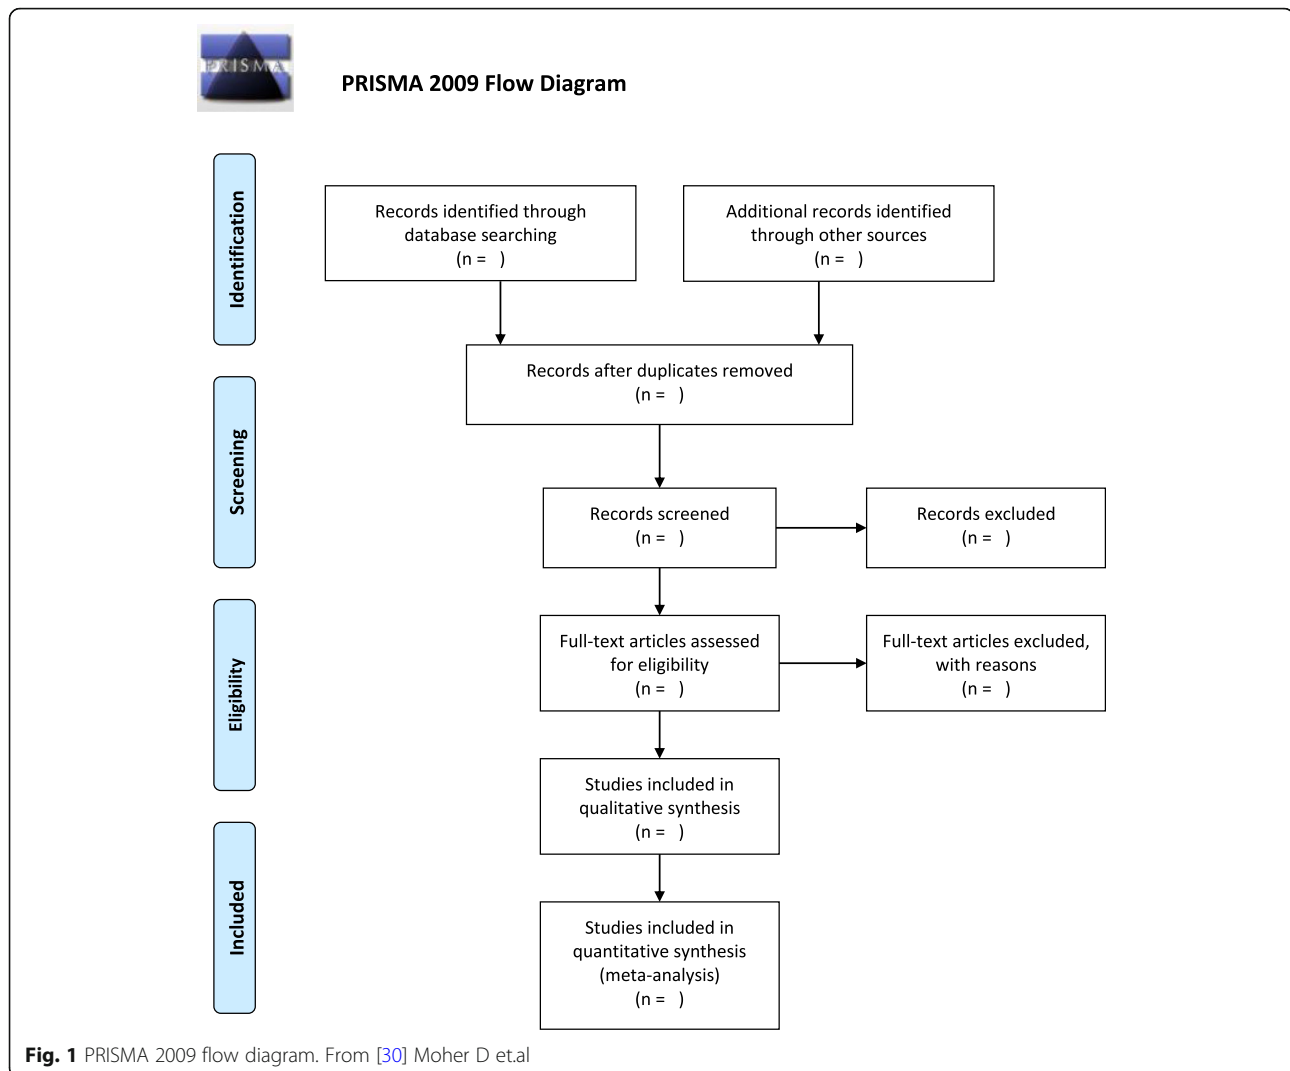 PRISMA
PRISMA 2009 Flow Diagram
Identification
Records identified through
database searching
(n =   )
Additional records identified
through other sources
(n =   )
Records after duplicates removed
(n =   )
Screening
Records screened
(n =   )
Records excluded
(n =   )
Eligibility
Full-text articles assessed
for eligibility
(n =   )
Full-text articles excluded,
with reasons
(n =   )
Studies included in
qualitative synthesis
(n =   )
Included
Studies included in
quantitative synthesis
(meta-analysis)
(n =   )
Fig. 1 PRISMA 2009 flow diagram. From [30] Moher D et.al